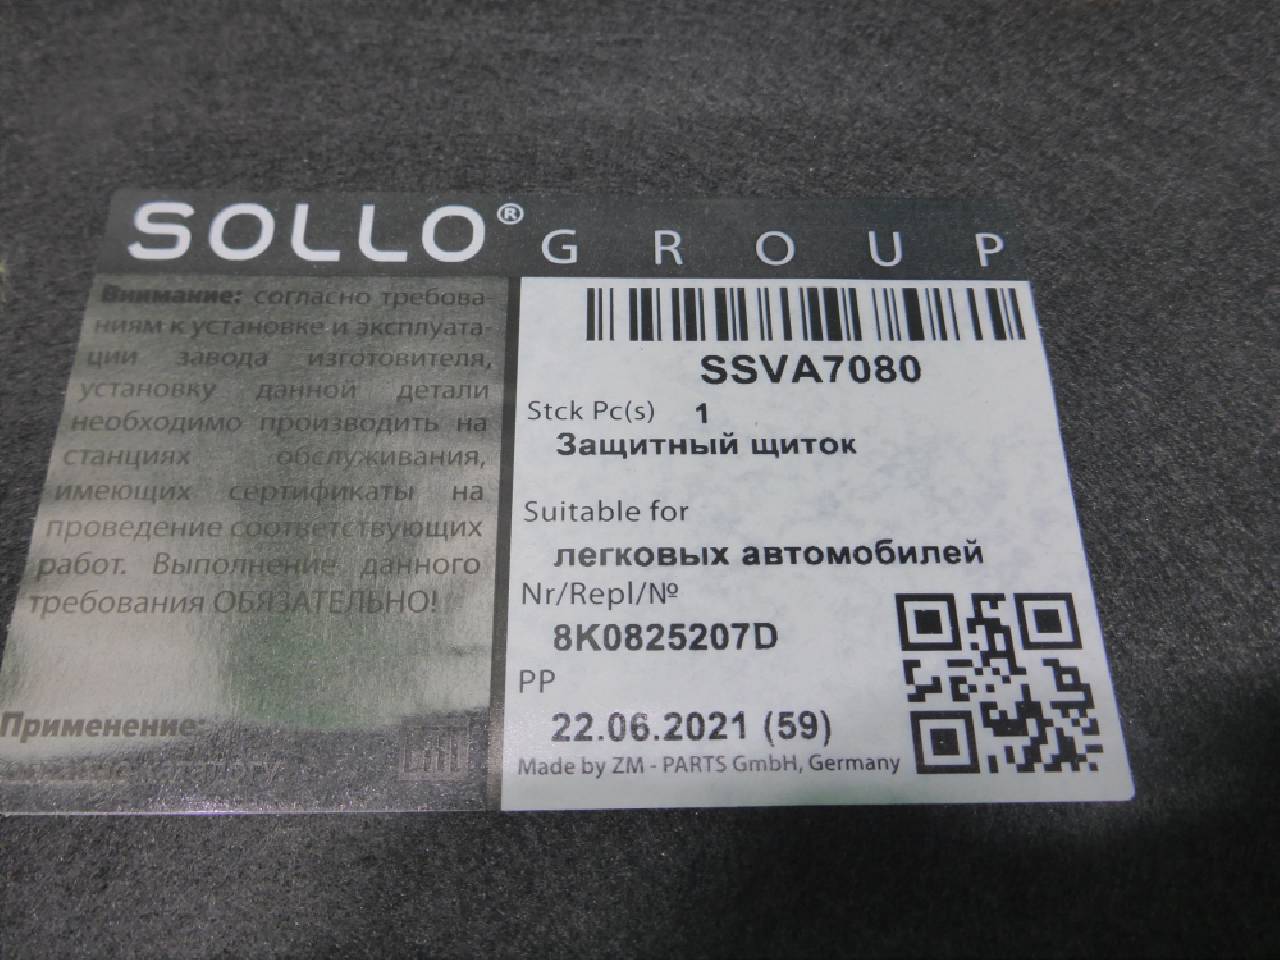 SOLLO® GROUP
Внимание: согласно требова-
ниям к установке и эксплуата-
ции завода изготовителя,
установку данной детали
необходимо производить на
станциях обслуживания,
имеющих сертификаты на
проведение соответствующих
работ. Выполнение данного
требования ОБЯЗАТЕЛЬНО!
Применение:
SSVA7080
Stck Pc(s) 1
Защитный щиток
Suitable for
легковых автомобилей
Nr/Repl/№
8K0825207D
PP
22.06.2021 (59)
Made by ZM - PARTS GmbH, Germany